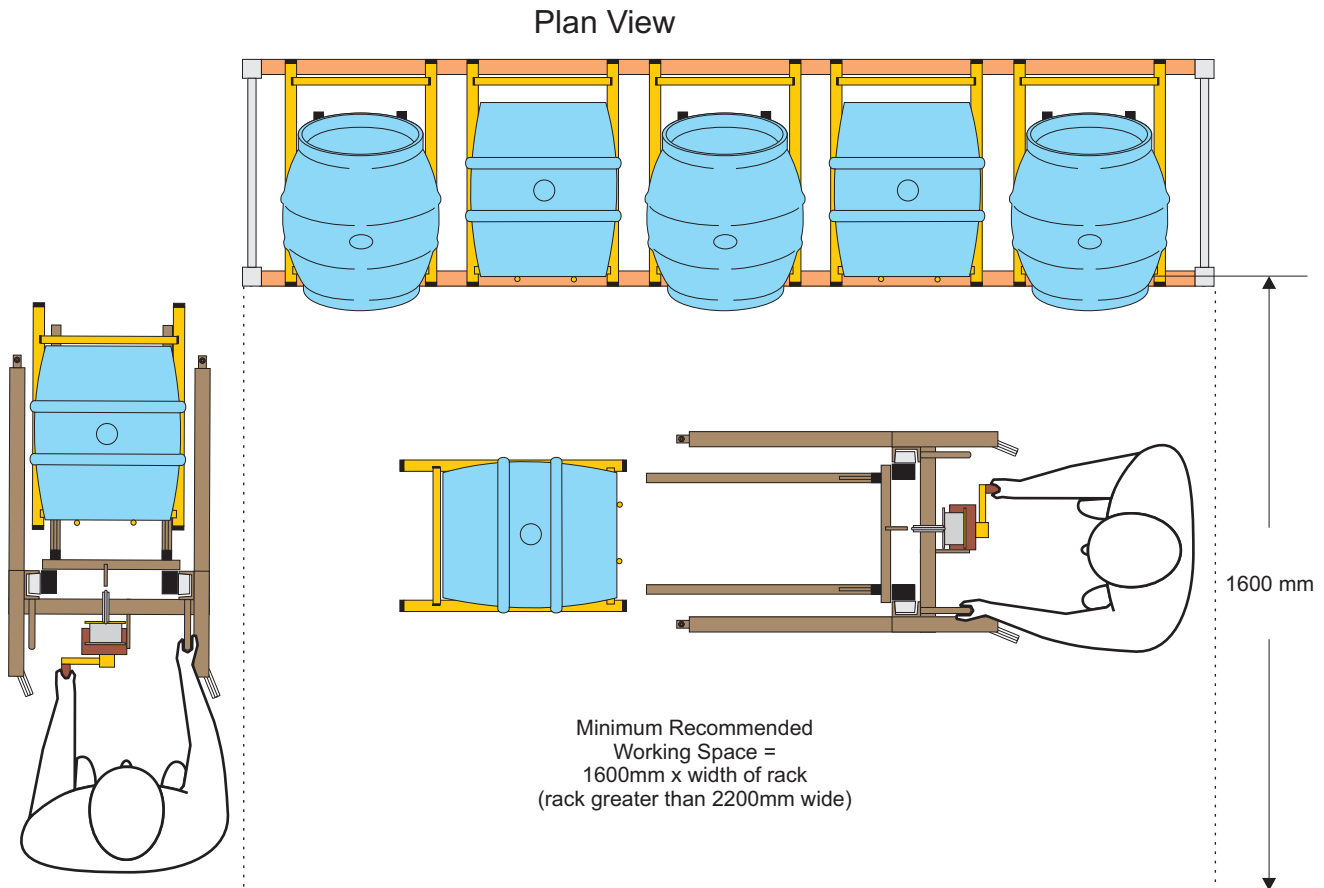 Plan View
1600 mm
Minimum Recommended
Working Space =
1600mm x width of rack
(rack greater than 2200mm wide)